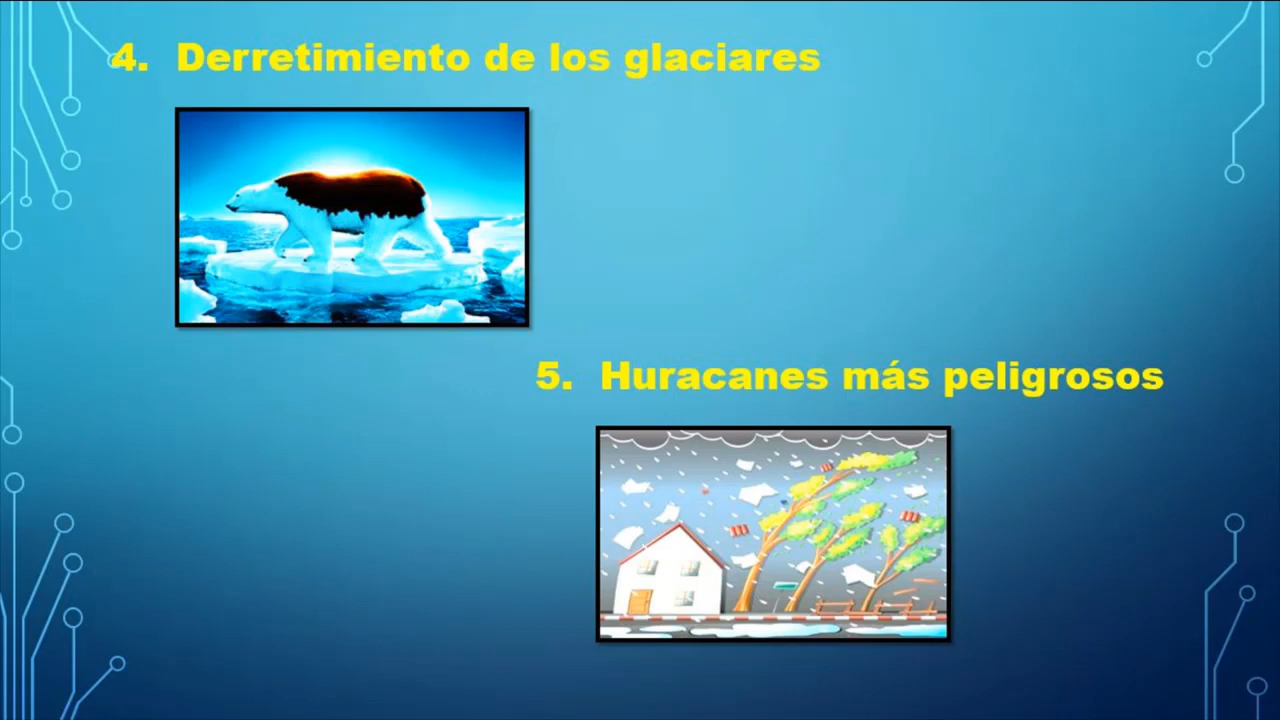 4. Derretimiento de los glaciares
5. Huracanes más peligrosos